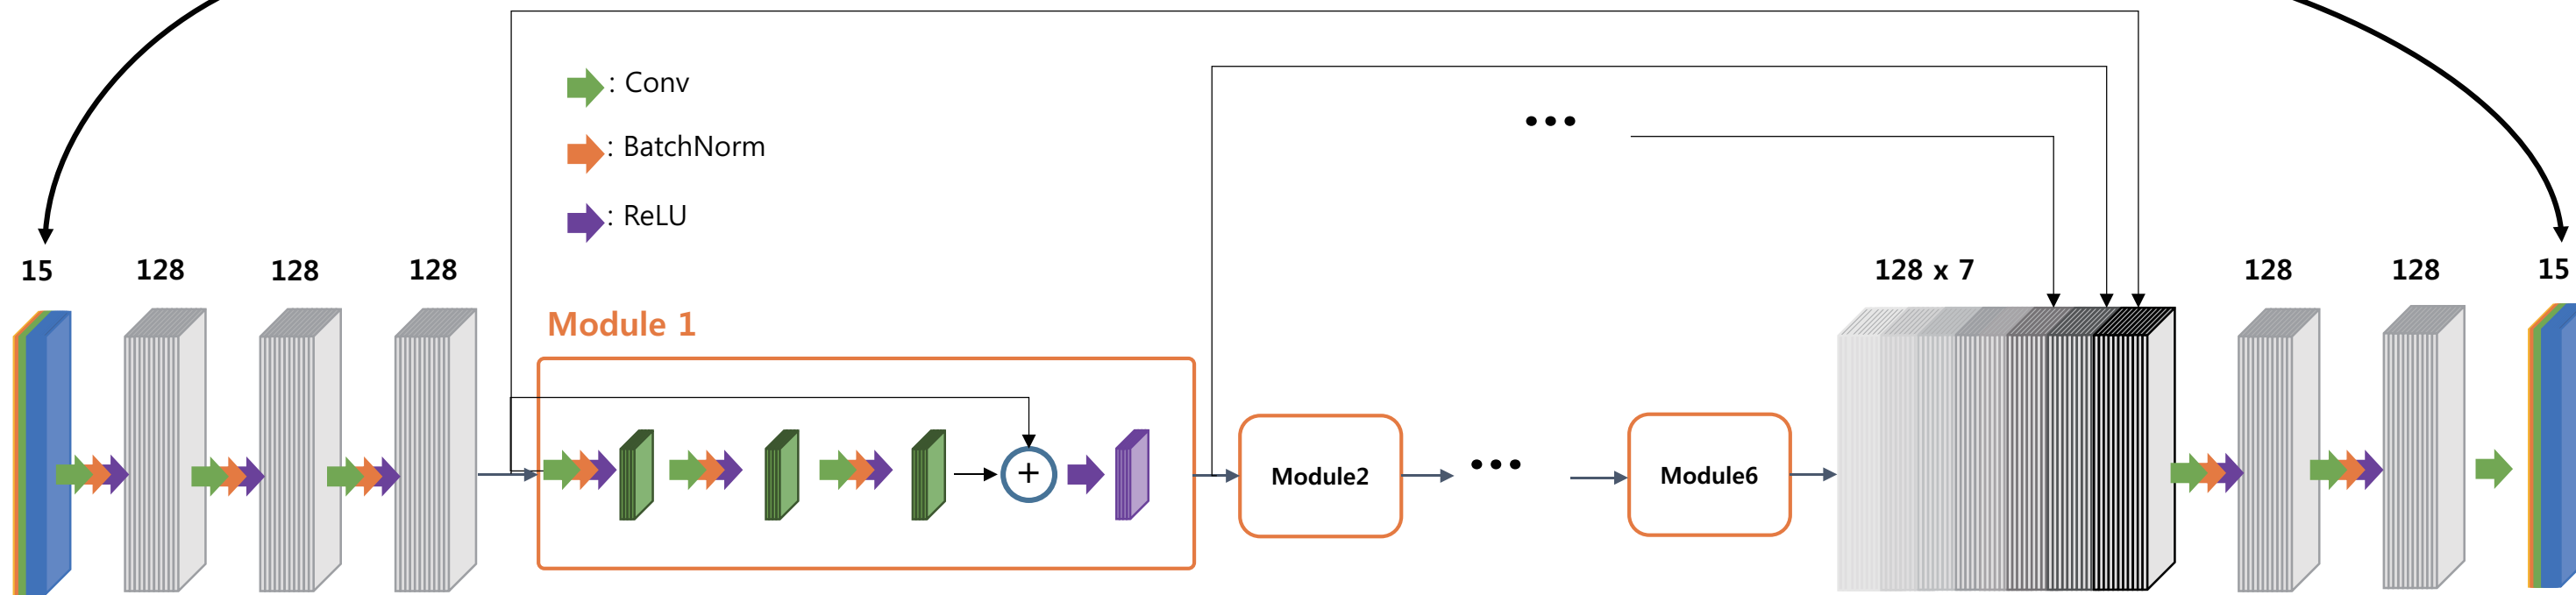 : Conv
: BatchNorm
: ReLU
15
128
128
128
128 x 7
128
128
15
Module 1
+
Module2
...
Module6
...